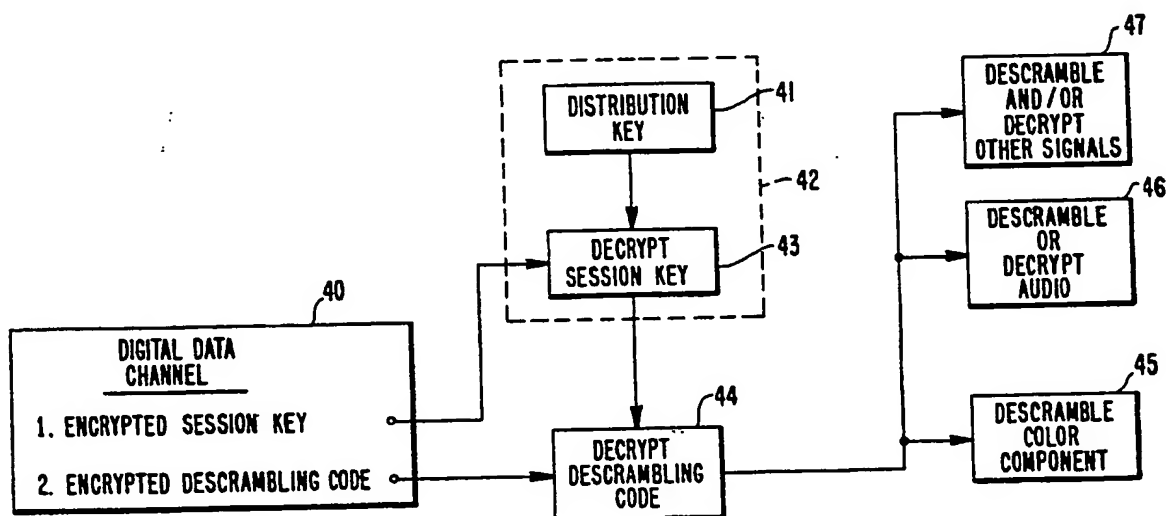 47
DESCRAMBLE
AND/OR
DECRYPT
OTHER SIGNALS
41
DISTRIBUTION
KEY
42
46
DESCRAMBLE
OR
DECRYPT
AUDIO
43
DECRYPT
SESSION KEY
40
DIGITAL DATA
CHANNEL
1. ENCRYPTED SESSION KEY
2. ENCRYPTED DESCRAMBLING CODE
44
DECRYPT
DESCRAMBLING
CODE
45
DESCRAMBLE
COLOR
COMPONENT